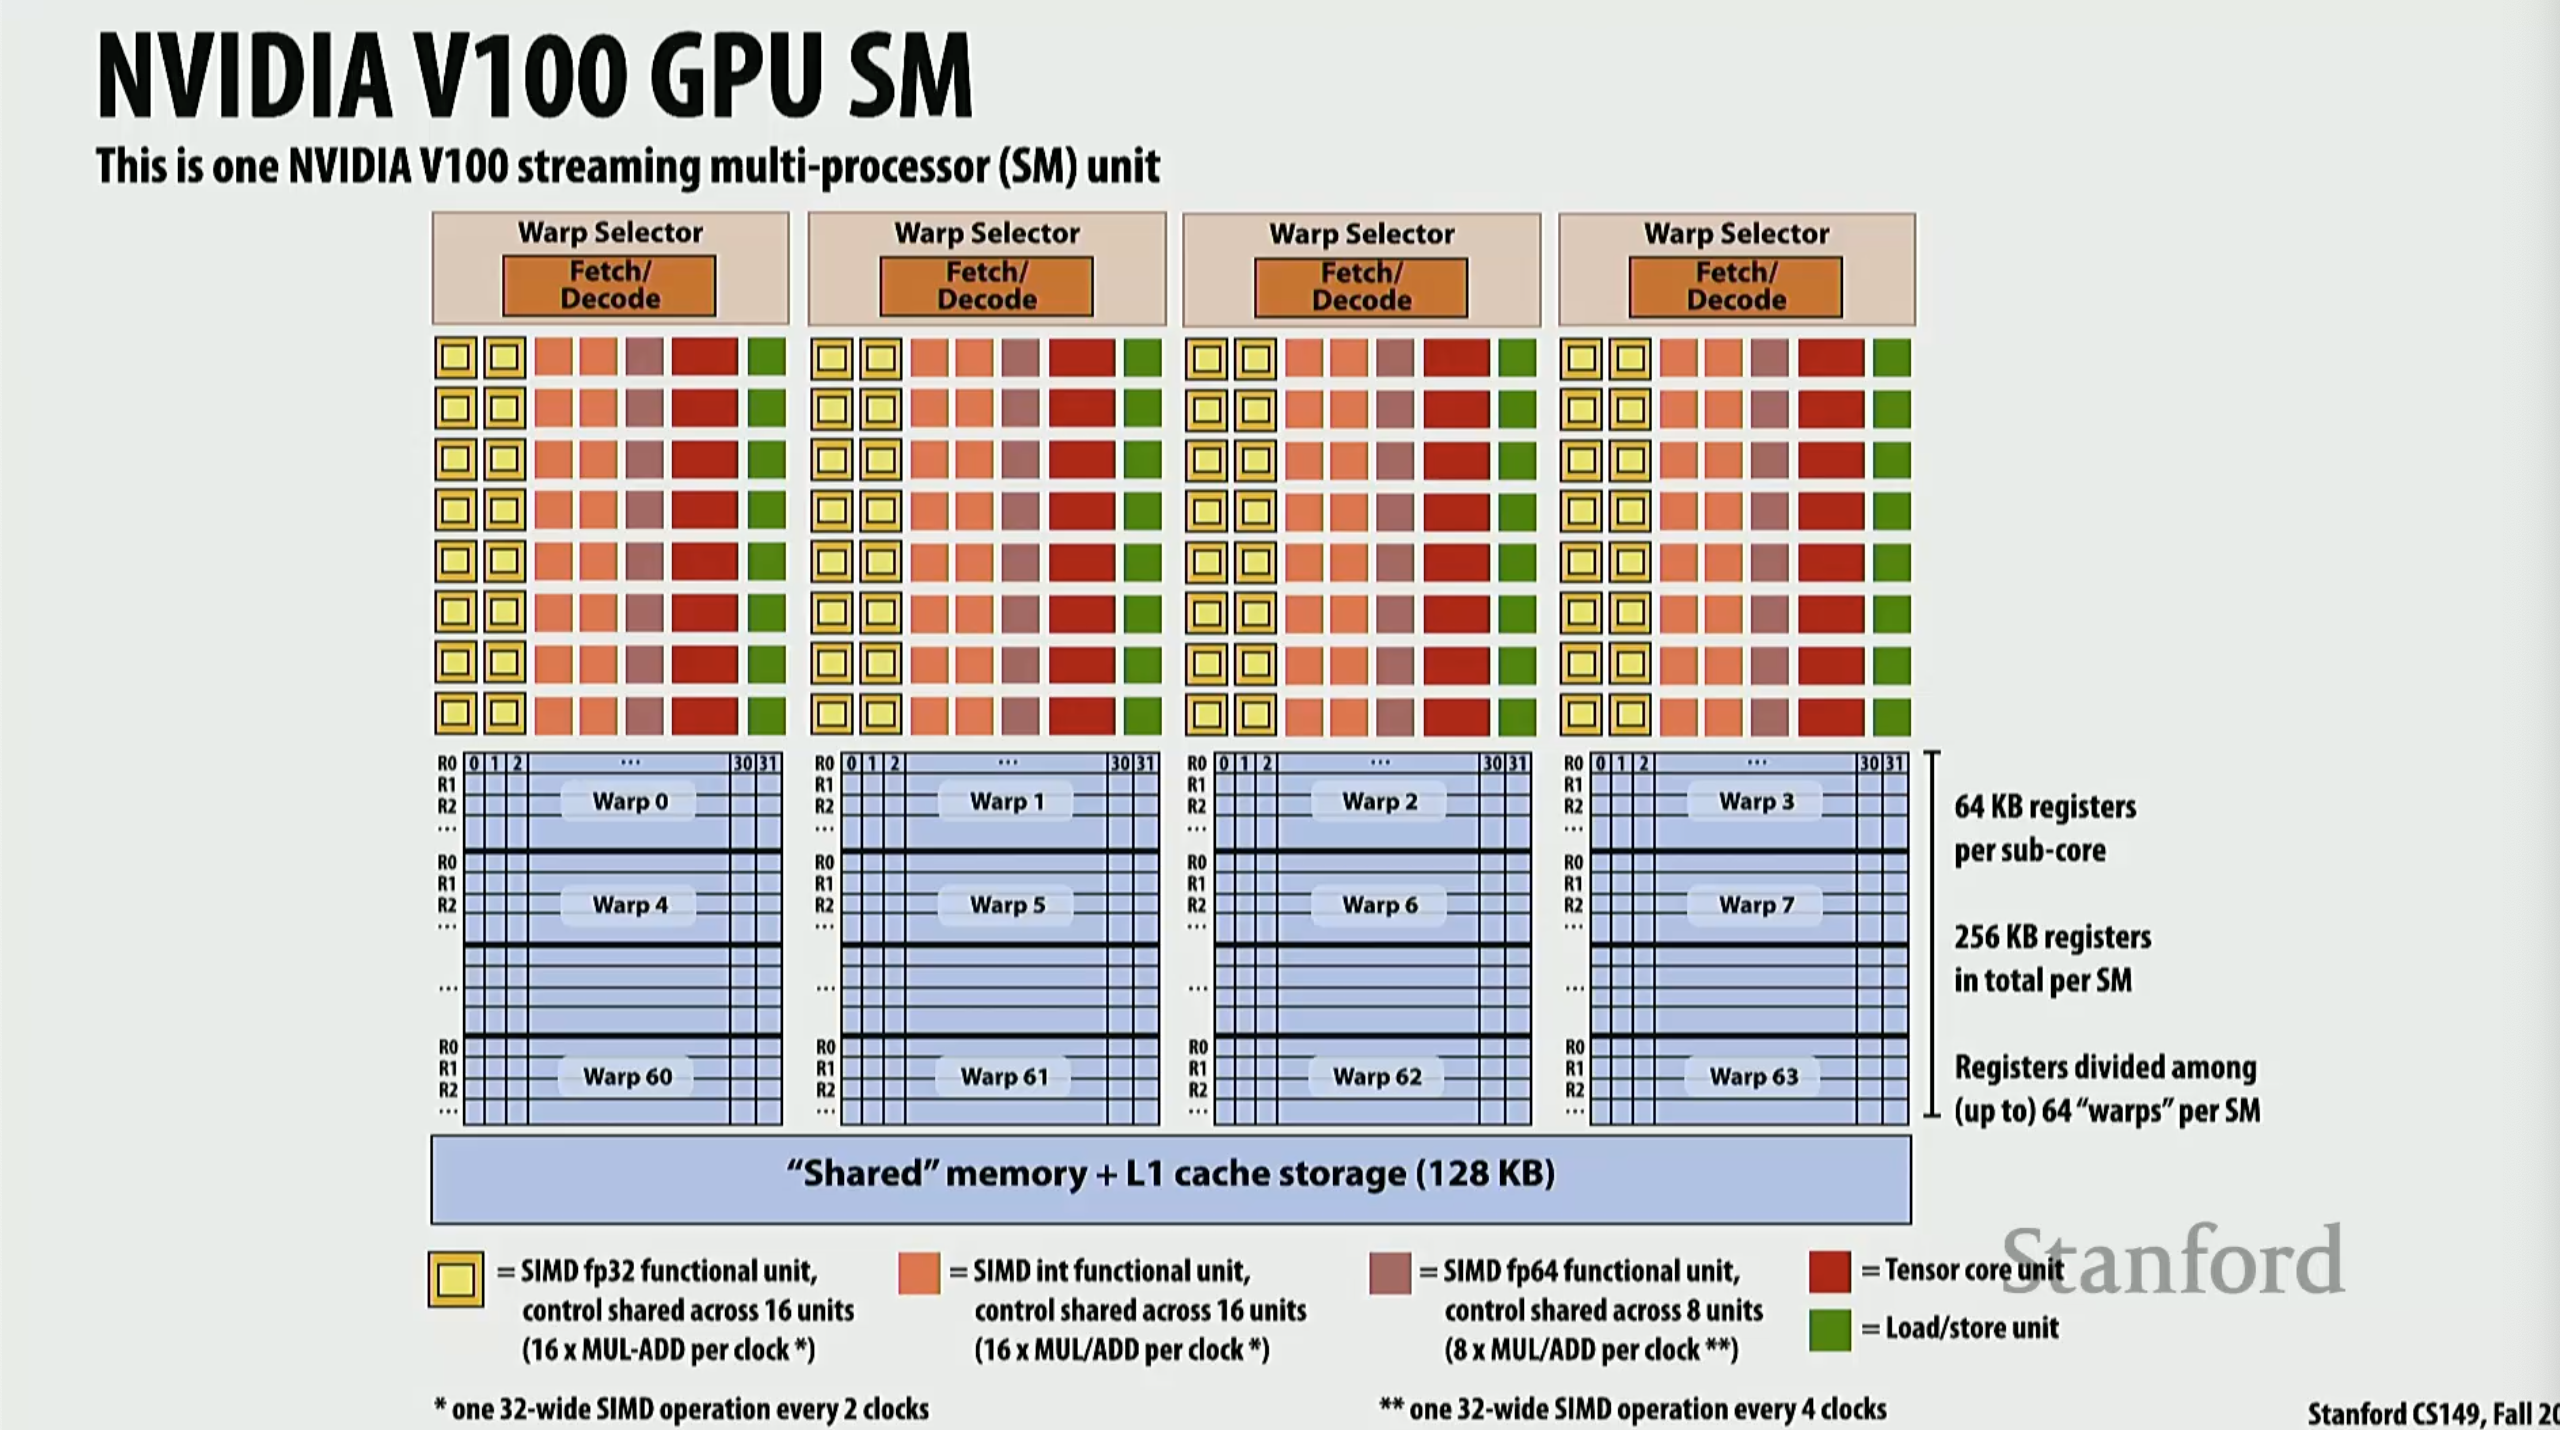 NVIDIA V100 GPU SM
This is one NVIDIA V100 streaming multi-processor (SM) unit
Warp Selector
Fetch/
Decode
Warp Selector
Fetch/
Decode
Warp Selector
Fetch/
Decode
Warp Selector
Fetch/
Decode
R0 0 1 2 ... 30 31
R1
R2
...
Warp 0
R0
R1
R2
...
Warp 4
...
R0
R1
R2
...
Warp 60
R0 0 1 2 ... 30 31
R1
R2
...
Warp 1
R0
R1
R2
...
Warp 5
...
R0
R1
R2
...
Warp 61
R0 0 1 2 ... 30 31
R1
R2
...
Warp 2
R0
R1
R2
...
Warp 6
...
R0
R1
R2
...
Warp 62
R0 0 1 2 ... 30 31
R1
R2
...
Warp 3
R0
R1
R2
...
Warp 7
...
R0
R1
R2
...
Warp 63
64 KB registers
per sub-core
256 KB registers
in total per SM
Registers divided among
(up to) 64 “warps” per SM
“Shared” memory + L1 cache storage (128 KB)
= SIMD fp32 functional unit,
control shared across 16 units
(16 x MUL-ADD per clock *)
= SIMD int functional unit,
control shared across 16 units
(16 x MUL/ADD per clock *)
= SIMD fp64 functional unit,
control shared across 8 units
(8 x MUL/ADD per clock **)
= Tensor core unit
= Load/store unit
Stanford
* one 32-wide SIMD operation every 2 clocks
** one 32-wide SIMD operation every 4 clocks
Stanford CS149, Fall 20